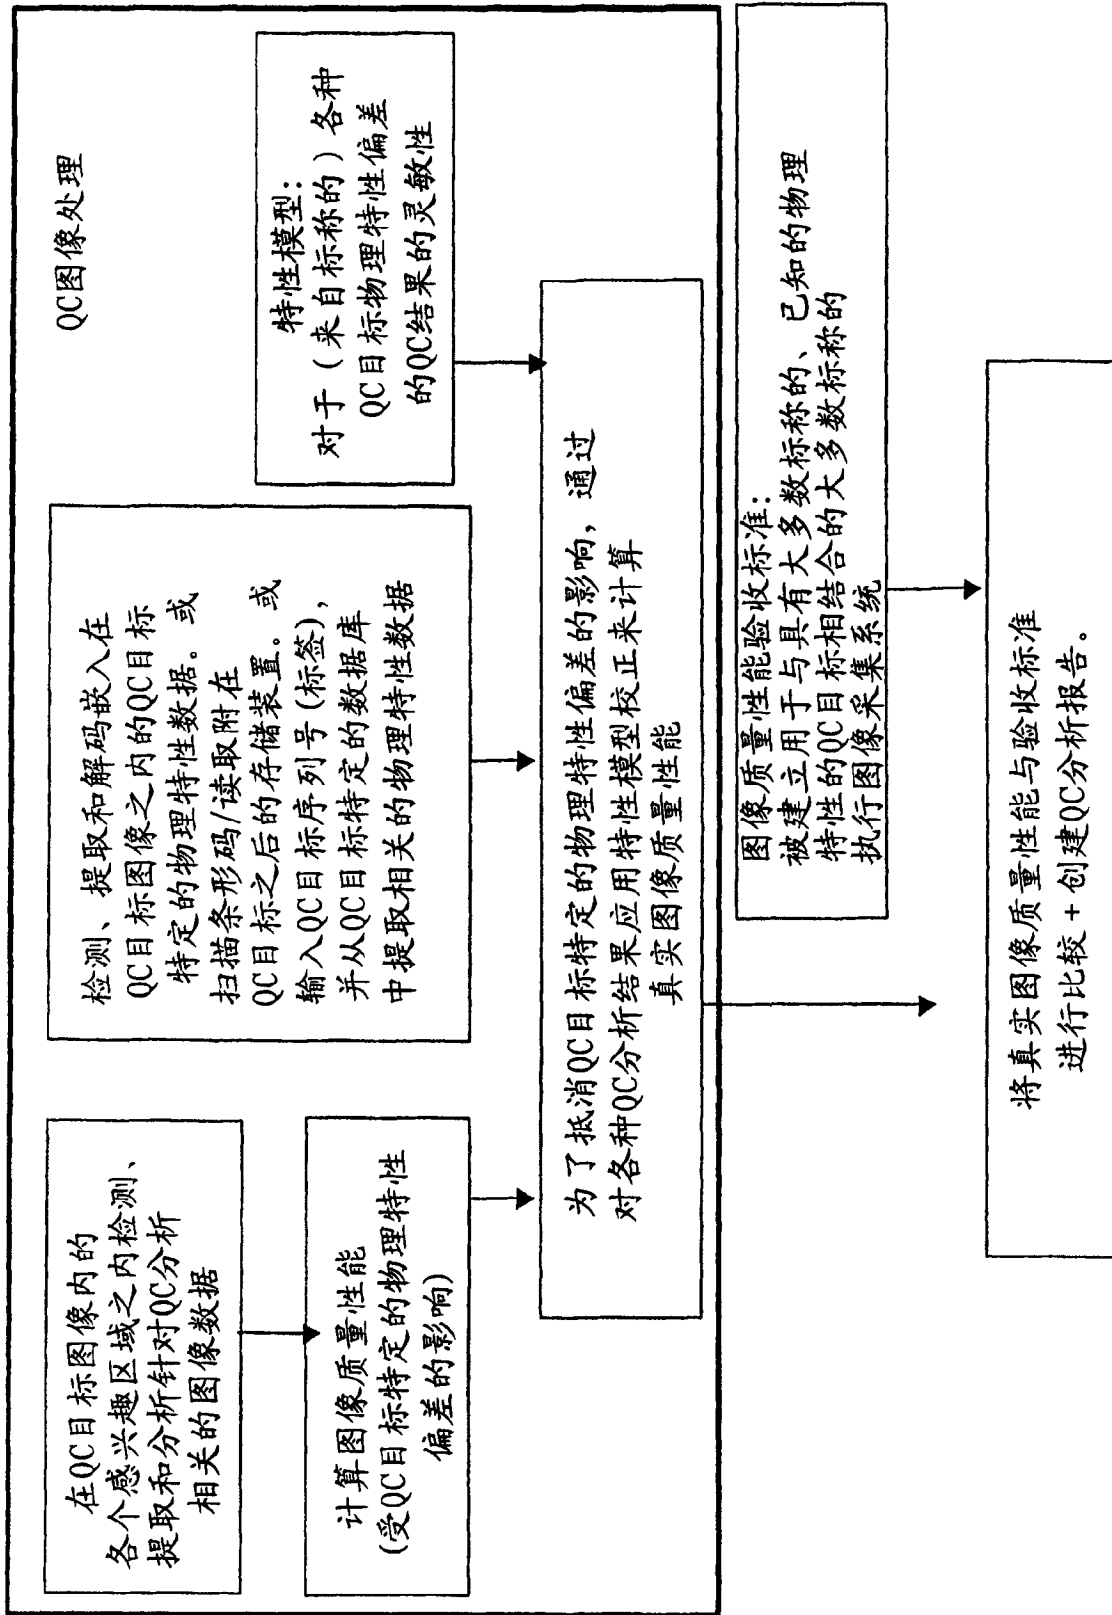 QC图像处理
在QC目标图像内的
各个感兴趣区域之内检测、
提取和分析针对QC分析
相关的图像数据
计算图像质量性能
(受QC目标特定的物理特性
偏差的影响)
检测、提取和解码嵌入在
QC目标图像之内的QC目标
特定的物理特性数据。或
扫描条形码/读取附在
QC目标之后的存储装置。或
输入QC目标序列号(标签),
并从QC目标特定的数据库
中提取相关的物理特性数据
特性模型:
对于(来自标称的)各种
QC目标物理特性偏差
的QC结果的灵敏性
为了抵消QC目标特定的物理特性偏差的影响, 通过
对各种QC分析结果应用特性模型校正来计算
真实图像质量性能
图像质量性能验收标准:
被建立用于与具有大多数标称的、已知的物理
特性的QC目标相结合的大多数标称的
执行图像采集系统
将真实图像质量性能与验收标准
进行比较 + 创建QC分析报告。